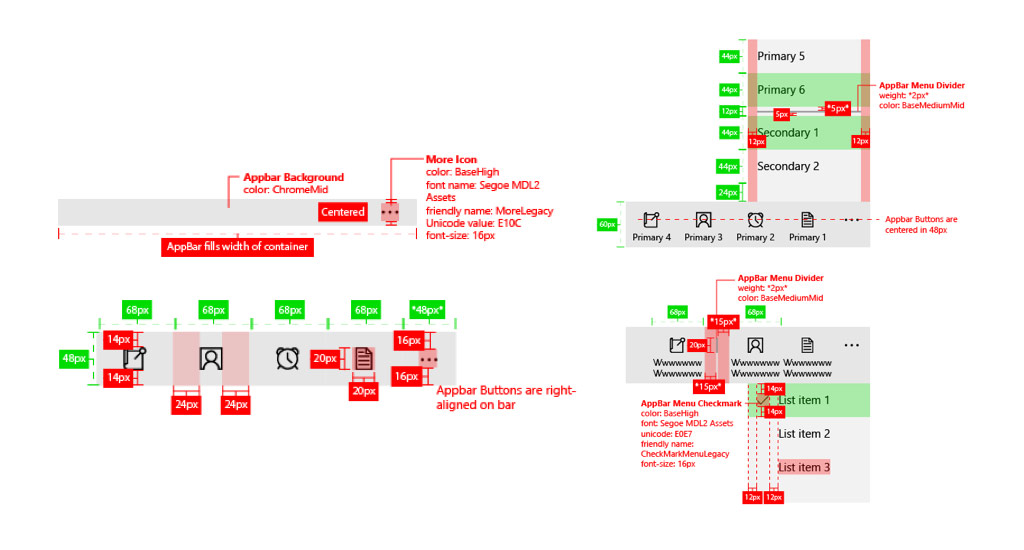 Appbar Background
color: ChromeMid
Centered
AppBar fills width of container
More Icon
color: BaseHigh
font name: Segoe MDL2
Assets
friendly name: MoreLegacy
Unicode value: E10C
font-size: 16px
44px
Primary 5
44px
Primary 6
12px
5px
*5px*
AppBar Menu Divider
weight: *2px*
color: BaseMediumMid
44px
Secondary 1
12px
12px
44px
Secondary 2
24px
60px
Primary 4
Primary 3
Primary 2
Primary 1
Appbar Buttons are
centered in 48px
68px
68px
68px
68px
*48px*
48px
14px
14px
24px
24px
20px
20px
16px
16px
Appbar Buttons are right-
aligned on bar
AppBar Menu Divider
weight: *2px*
color: BaseMediumMid
68px
68px
*15px*
20px
Wwwwwww
Wwwwwww
Wwwwwww
Wwwwwww
Wwwwwww
Wwwwwww
*15px*
14px
List item 1
14px
List item 2
List item 3
12px
12px
AppBar Menu Checkmark
color: BaseHigh
font: Segoe MDL2 Assets
unicode: E0E7
friendly name:
CheckMarkMenuLegacy
font-size: 16px